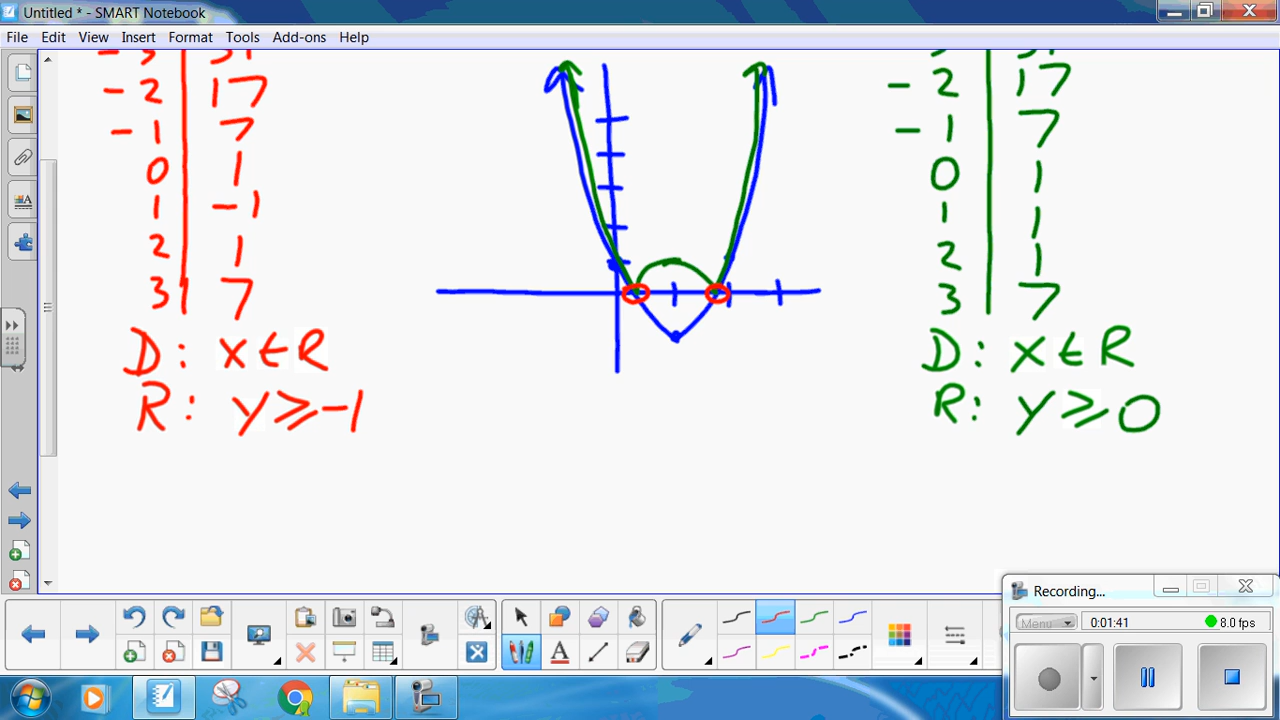 Untitled * - SMART Notebook
File Edit View Insert Format Tools Add-ons Help
-2 17
-1 7
0 1
1 -1
2 1
3 7
D: x ∈ R
R: y ≥ -1
-2 17
-1 7
0 1
1 1
2 1
3 7
D: x ∈ R
R: y ≥ 0
Recording...
Menu 0:01:41 8.0 fps